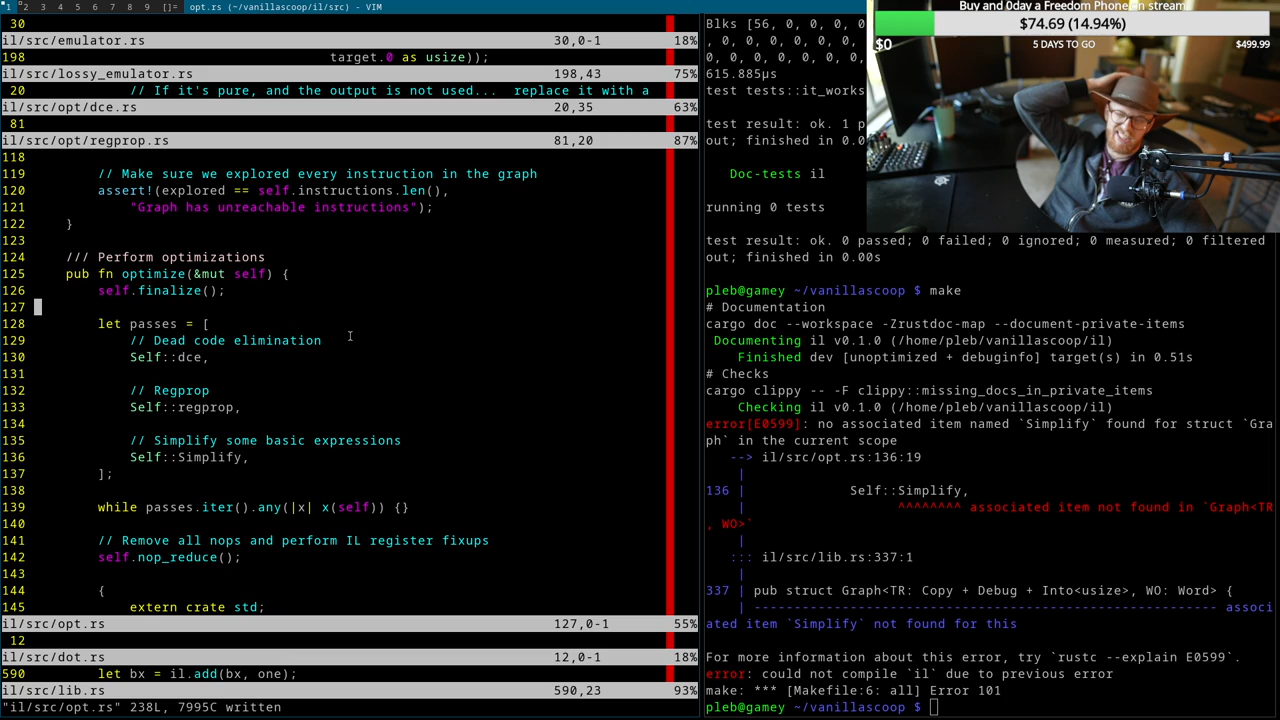 1 2 3 4 5 6 7 8 9 []= opt.rs (~/vanillascoop/il/src) - VIM
30
il/src/emulator.rs 30,0-1 18%
198 target.0 as usize));
il/src/lossy_emulator.rs 198,43 75%
20 // If it's pure, and the output is not used... replace it with a
il/src/opt/dce.rs 20,35 63%
81
il/src/opt/regprop.rs 81,20 87%
118
119 // Make sure we explored every instruction in the graph
120 assert!(explored == self.instructions.len(),
121 "Graph has unreachable instructions");
122 }
123
124 /// Perform optimizations
125 pub fn optimize(&mut self) {
126 self.finalize();
127
128 let passes = [
129 // Dead code elimination
130 Self::dce,
131
132 // Regprop
133 Self::regprop,
134
135 // Simplify some basic expressions
136 Self::Simplify,
137 ];
138
139 while passes.iter().any(|x| x(self)) {}
140
141 // Remove all nops and perform IL register fixups
142 self.nop_reduce();
143
144 {
145 extern crate std;
il/src/opt.rs 127,0-1 55%
12
il/src/dot.rs 12,0-1 18%
590 let bx = il.add(bx, one);
il/src/lib.rs 590,23 93%
"il/src/opt.rs" 238L, 7995C written
Blks [56, 0, 0, 0, 0
, 0, 0, 0, 0, 0, 0,
0, 0, 0, 0, 0, 0, 0,
615.885µs
test tests::it_works
test result: ok. 1 p
out; finished in 0.0
Doc-tests il
running 0 tests
test result: ok. 0 passed; 0 failed; 0 ignored; 0 measured; 0 filtered
out; finished in 0.00s
pleb@gamey ~/vanillascoop $ make
# Documentation
cargo doc --workspace -Zrustdoc-map --document-private-items
Documenting il v0.1.0 (/home/pleb/vanillascoop/il)
Finished dev [unoptimized + debuginfo] target(s) in 0.51s
# Checks
cargo clippy -- -F clippy::missing_docs_in_private_items
Checking il v0.1.0 (/home/pleb/vanillascoop/il)
error[E0599]: no associated item named `Simplify` found for struct `Gra
ph` in the current scope
--> il/src/opt.rs:136:19
|
136 | Self::Simplify,
| ^^^^^^^^ associated item not found in `Graph<TR
, WO>`
|
::: il/src/lib.rs:337:1
|
337 | pub struct Graph<TR: Copy + Debug + Into<usize>, WO: Word> {
| ---------------------------------------------------------- associ
ated item `Simplify` not found for this
For more information about this error, try `rustc --explain E0599`.
error: could not compile `il` due to previous error
make: *** [Makefile:6: all] Error 101
pleb@gamey ~/vanillascoop $
Buy and 0day a Freedom Phone on stream
$74.69 (14.94%)
$0 5 DAYS TO GO $499.99